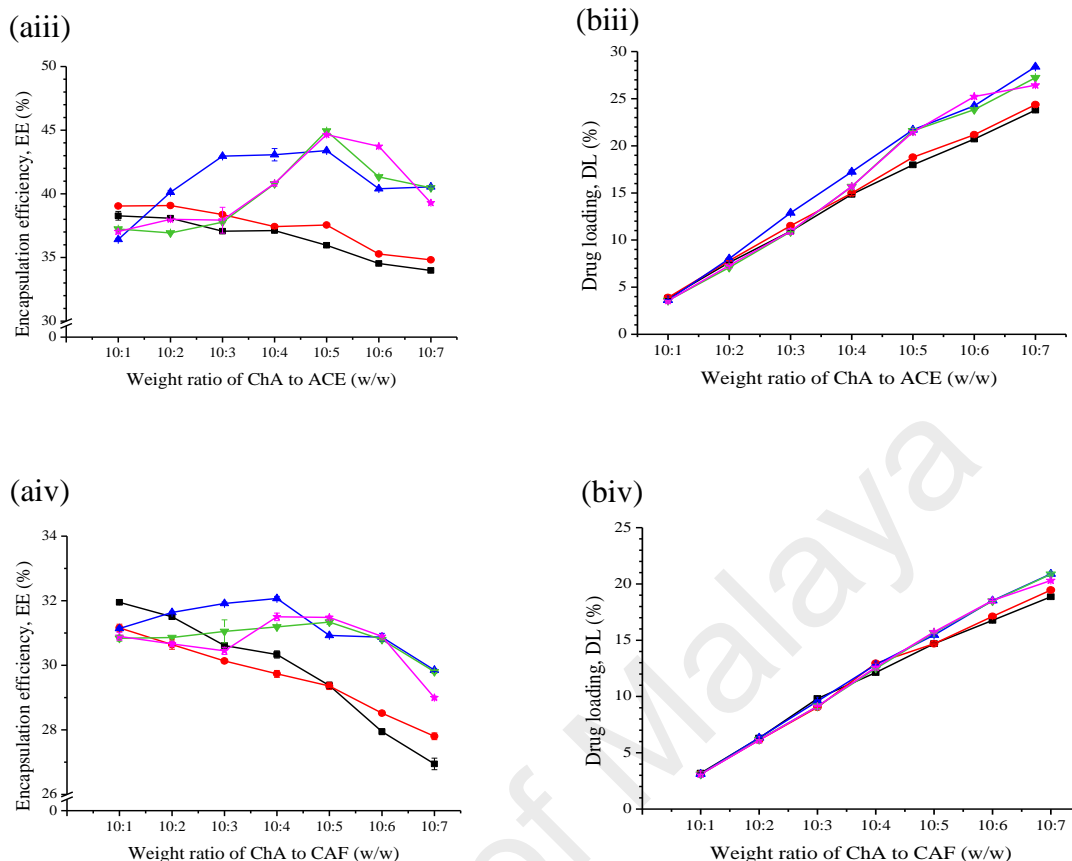 (aiii)
Encapsulation efficiency, EE (%)
50
45
40
35
30
0
10:1 10:2 10:3 10:4 10:5 10:6 10:7
Weight ratio of ChA to ACE (w/w)
(biii)
Drug loading, DL (%)
30
25
20
15
10
5
0
10:1 10:2 10:3 10:4 10:5 10:6 10:7
Weight ratio of ChA to ACE (w/w)
(aiv)
Encapsulation efficiency, EE (%)
34
32
30
28
26
0
10:1 10:2 10:3 10:4 10:5 10:6 10:7
Weight ratio of ChA to CAF (w/w)
(biv)
Drug loading, DL (%)
25
20
15
10
5
0
10:1 10:2 10:3 10:4 10:5 10:6 10:7
Weight ratio of ChA to CAF (w/w)
of Malaya